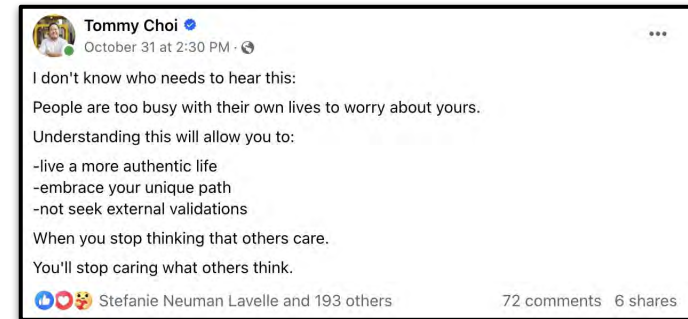 Tommy Choi
October 31 at 2:30 PM ·
I don't know who needs to hear this:
People are too busy with their own lives to worry about yours.
Understanding this will allow you to:
-live a more authentic life
-embrace your unique path
-not seek external validations
When you stop thinking that others care.
You'll stop caring what others think.
Stefanie Neuman Lavelle and 193 others 72 comments 6 shares